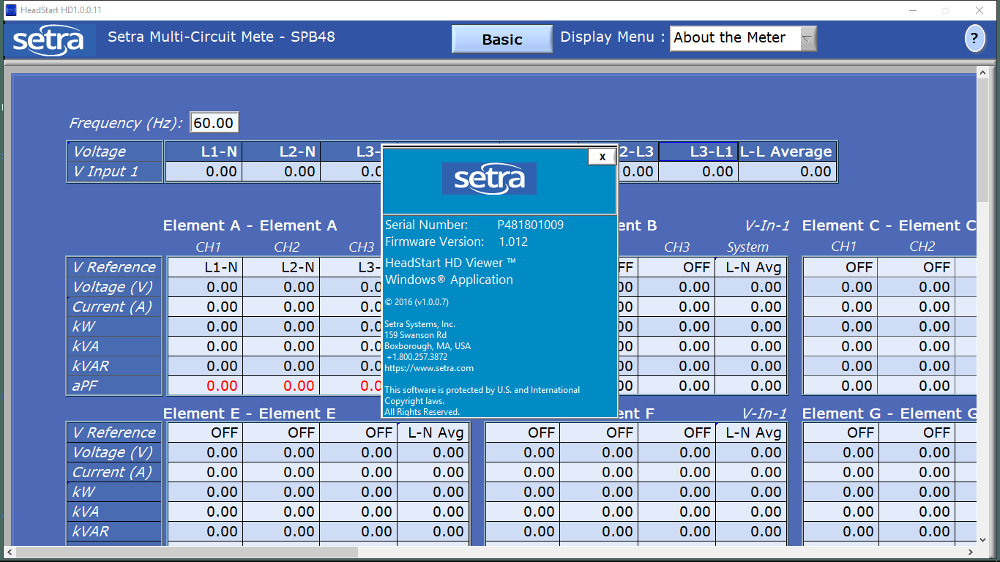 HeadStart HD1.0.0.11
setra Setra Multi-Circuit Mete - SPB48 Basic Display Menu : About the Meter ?
Frequency (Hz): 60.00
Voltage L1-N L2-N L3- 2-L3 L3-L1 L-L Average
V Input 1 0.00 0.00 0.0 0.00 0.00 0.00
x
setra
Serial Number: P481801009
Firmware Version: 1.012
HeadStart HD Viewer ™
Windows® Application
© 2016 (v1.0.0.7)
Setra Systems, Inc.
159 Swanson Rd
Boxborough, MA, USA
+1.800.257.3872
https://www.setra.com
This software is protected by U.S. and International
Copyright laws.
All Rights Reserved.
Element A - Element A ent B V-In-1 Element C - Element C
CH1 CH2 CH3 CH3 System CH1 CH2
V Reference L1-N L2-N L3- FF OFF L-N Avg OFF OFF
Voltage (V) 0.00 0.00 0.0 00 0.00 0.00 0.00 0.00
Current (A) 0.00 0.00 0.0 00 0.00 0.00 0.00 0.00
kW 0.00 0.00 0.0 00 0.00 0.00 0.00 0.00
kVA 0.00 0.00 0.0 00 0.00 0.00 0.00 0.00
kVAR 0.00 0.00 0.0 00 0.00 0.00 0.00 0.00
aPF 0.00 0.00 0.0 00 0.00 0.00 0.00 0.00
Element E - Element E ent F V-In-1 Element G - Element G
V Reference OFF OFF OFF L-N Avg OFF OFF OFF L-N Avg OFF OFF
Voltage (V) 0.00 0.00 0.00 0.00 0.00 0.00 0.00 0.00 0.00 0.00
Current (A) 0.00 0.00 0.00 0.00 0.00 0.00 0.00 0.00 0.00 0.00
kW 0.00 0.00 0.00 0.00 0.00 0.00 0.00 0.00 0.00 0.00
kVA 0.00 0.00 0.00 0.00 0.00 0.00 0.00 0.00 0.00 0.00
kVAR 0.00 0.00 0.00 0.00 0.00 0.00 0.00 0.00 0.00 0.00